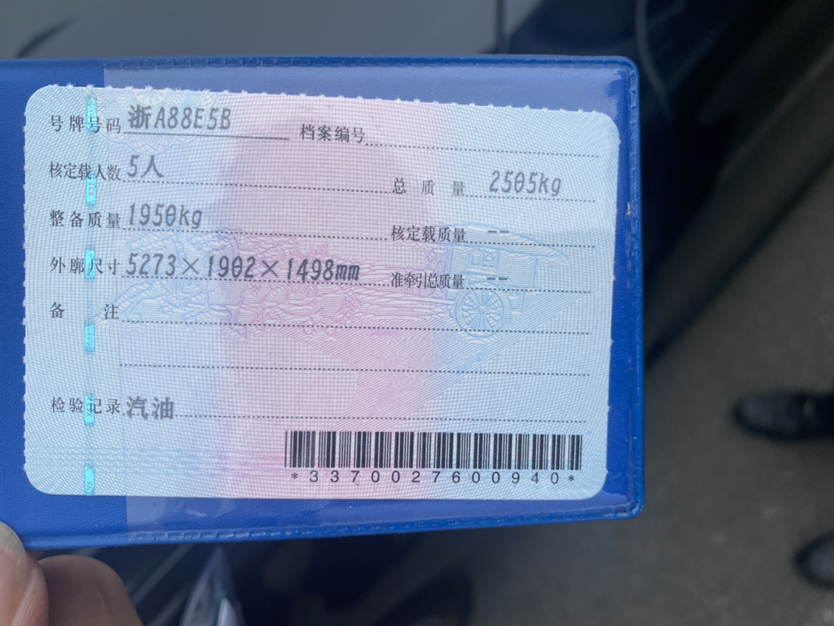 号牌号码 浙A88E5B 档案编号
核定载人数 5人 总质量 2505kg
整备质量 1950kg 核定载质量 --
外廓尺寸 5273×1902×1498mm 准牵引总质量 --
备注
检验记录 汽油
*3370027600940*